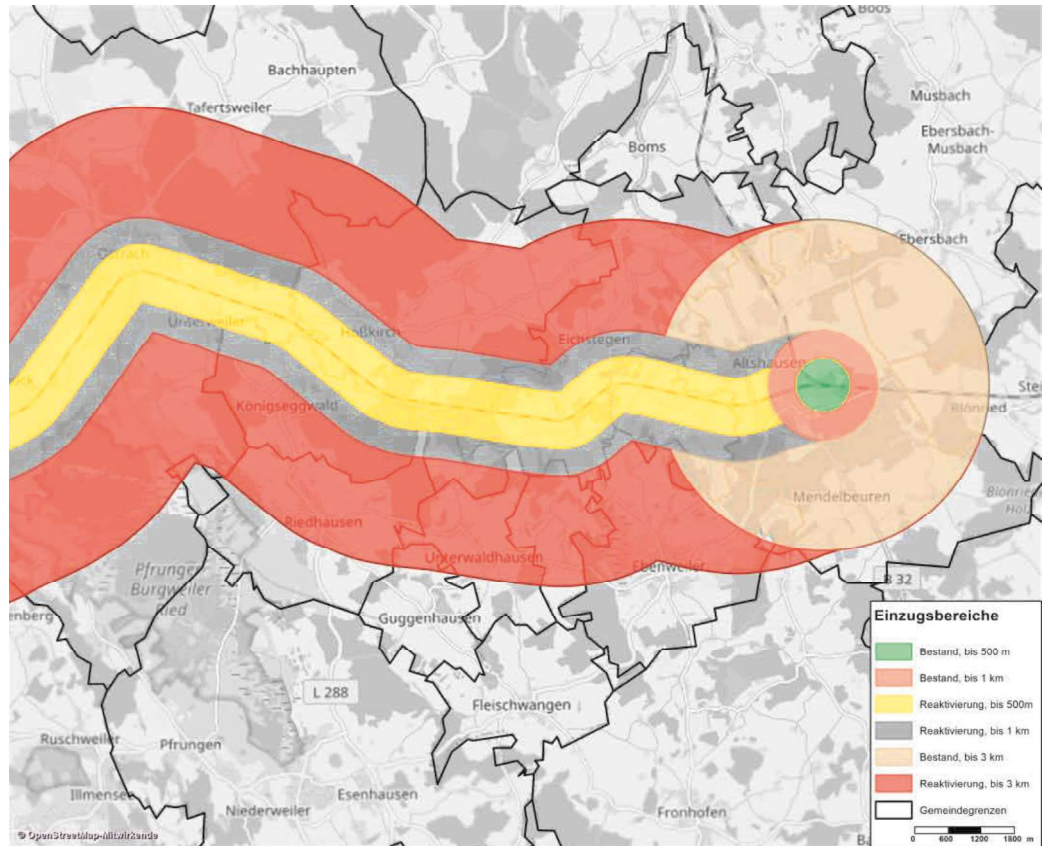 Boos
Bachhaupten
Musbach
Tafertsweiler
Ebersbach-
Musbach
Boms
Ebersbach
Ostrach
Unterweiler
Hoßkirch
Eichstegen
Altshausen
Königseggwald
Blönried
Mendelbeuren
Riedhausen
Unterwaldhausen
Ebenweiler
Pfrunger-
Burgweiler
Ried
B 32
Guggenhausen
L 288
Fleischwangen
Ruschweiler
Pfrungen
Illmensee
Esenhausen
Niederweiler
Fronhofen
Einzugsbereiche
Bestand, bis 500 m
Bestand, bis 1 km
Reaktivierung, bis 500m
Reaktivierung, bis 1 km
Bestand, bis 3 km
Reaktivierung, bis 3 km
Gemeindegrenzen
0 600 1200 1800 m
© OpenStreetMap-Mitwirkende